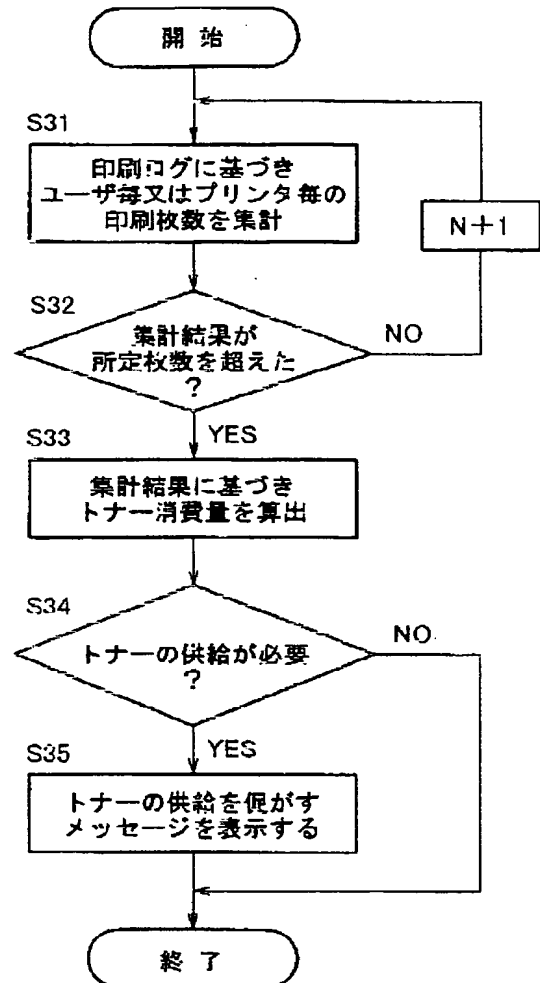 開 始
S31
印刷ログに基づき
ユーザ毎又はプリンタ毎の
印刷枚数を集計
N+1
S32
集計結果が
所定枚数を超えた
?
NO
YES
S33
集計結果に基づき
トナー消費量を算出
S34
トナーの供給が必要
?
NO
YES
S35
トナーの供給を促がす
メッセージを表示する
終 了